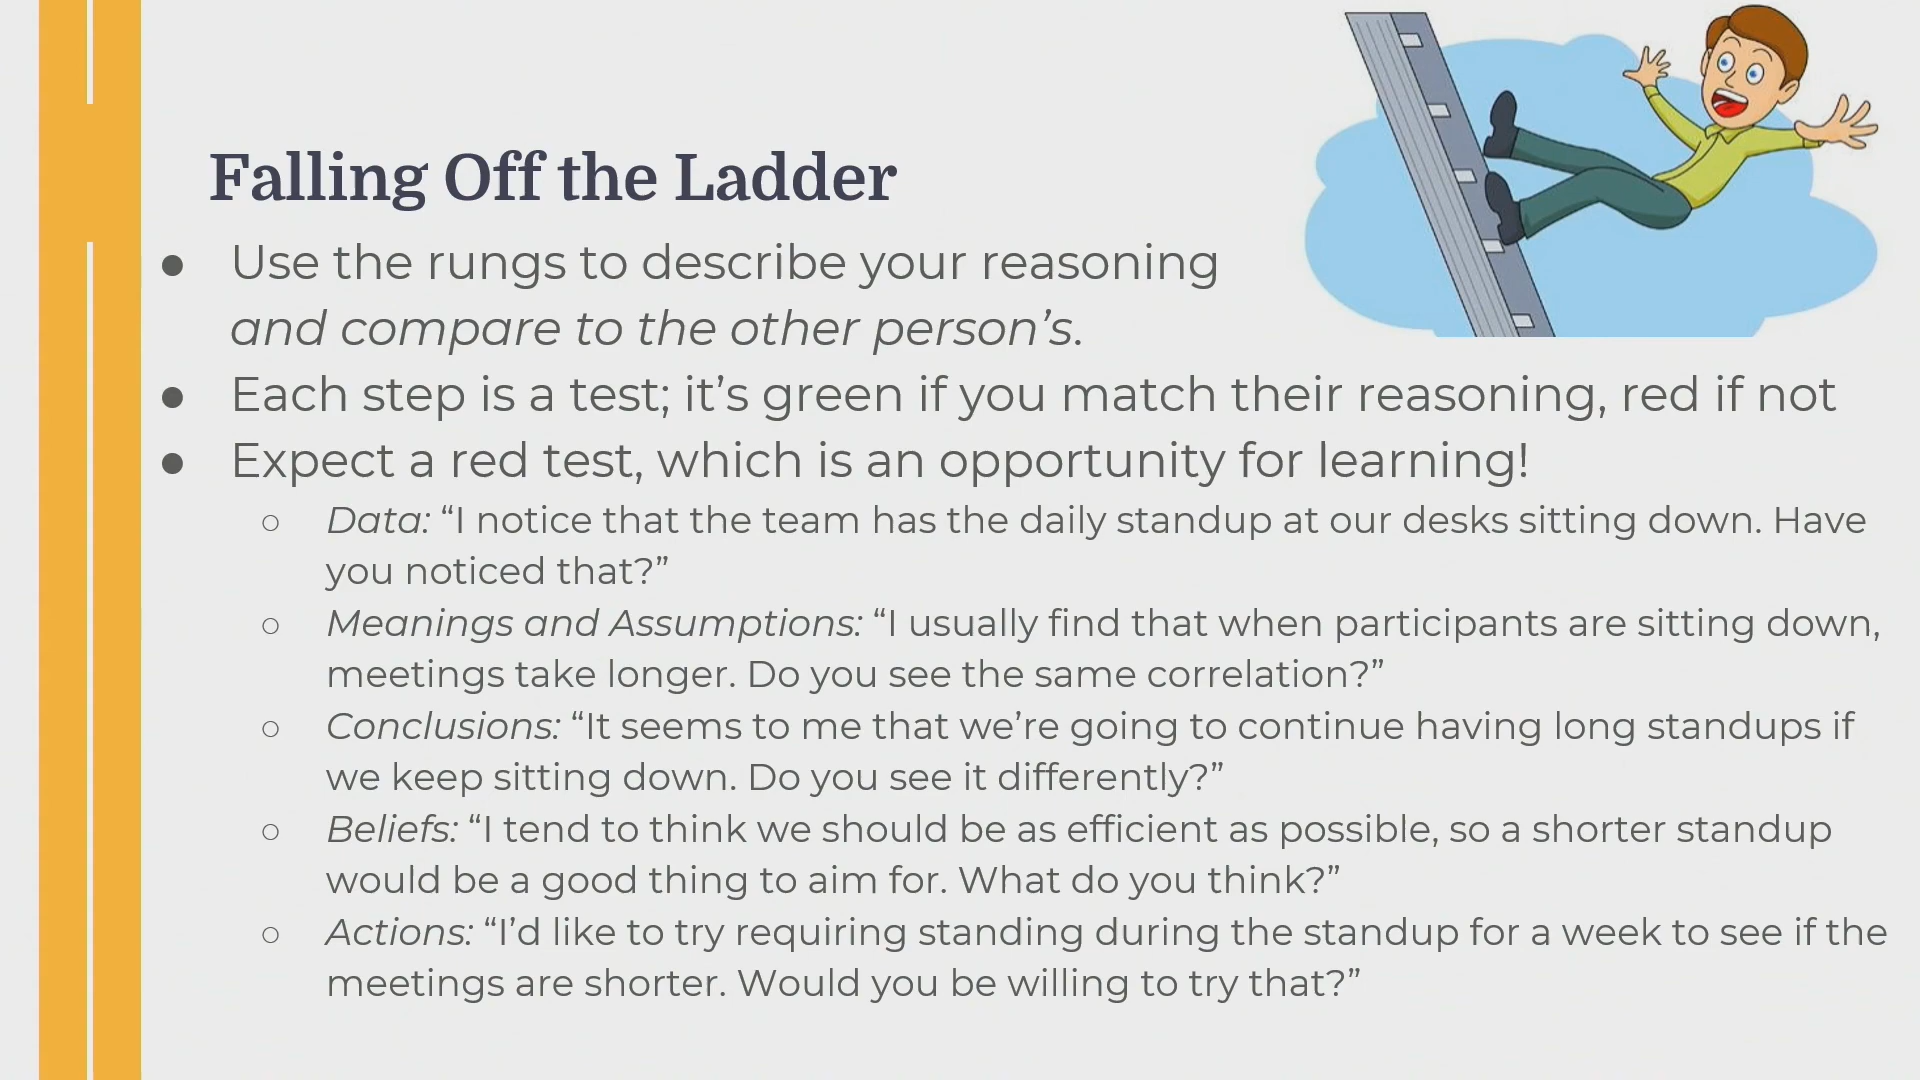 Falling Off the Ladder
● Use the rungs to describe your reasoning
and compare to the other person’s.
● Each step is a test; it’s green if you match their reasoning, red if not
● Expect a red test, which is an opportunity for learning!
○ Data: “I notice that the team has the daily standup at our desks sitting down. Have
you noticed that?”
○ Meanings and Assumptions: “I usually find that when participants are sitting down,
meetings take longer. Do you see the same correlation?”
○ Conclusions: “It seems to me that we’re going to continue having long standups if
we keep sitting down. Do you see it differently?”
○ Beliefs: “I tend to think we should be as efficient as possible, so a shorter standup
would be a good thing to aim for. What do you think?”
○ Actions: “I’d like to try requiring standing during the standup for a week to see if the
meetings are shorter. Would you be willing to try that?”